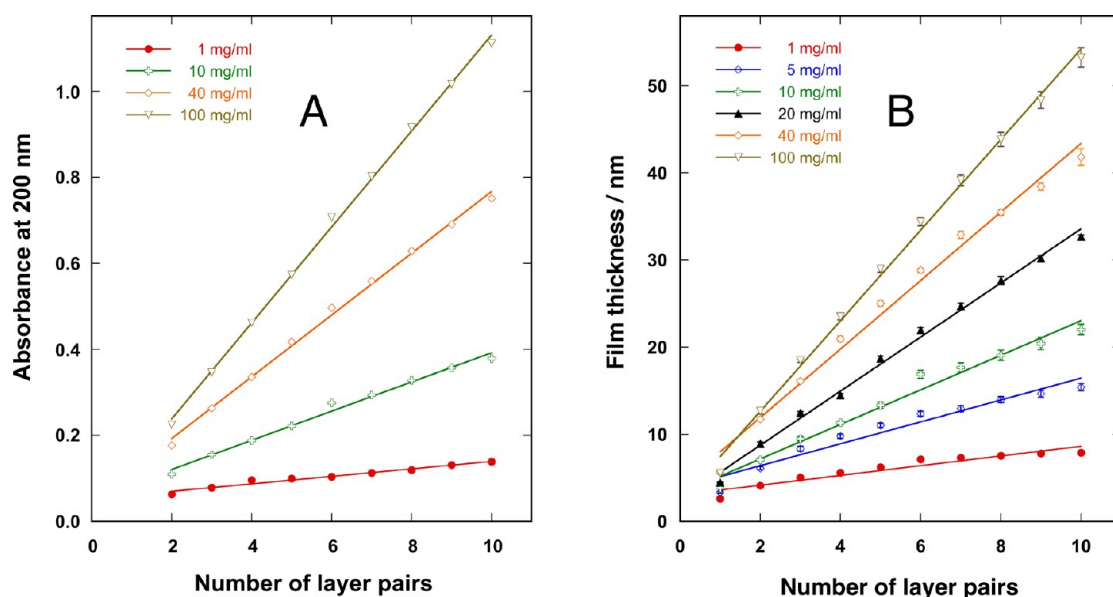 A
1 mg/ml
10 mg/ml
40 mg/ml
100 mg/ml
Absorbance at 200 nm
1.0
0.8
0.6
0.4
0.2
0.0
0 2 4 6 8 10
Number of layer pairs
B
1 mg/ml
5 mg/ml
10 mg/ml
20 mg/ml
40 mg/ml
100 mg/ml
Film thickness / nm
50
40
30
20
10
0
0 2 4 6 8 10
Number of layer pairs